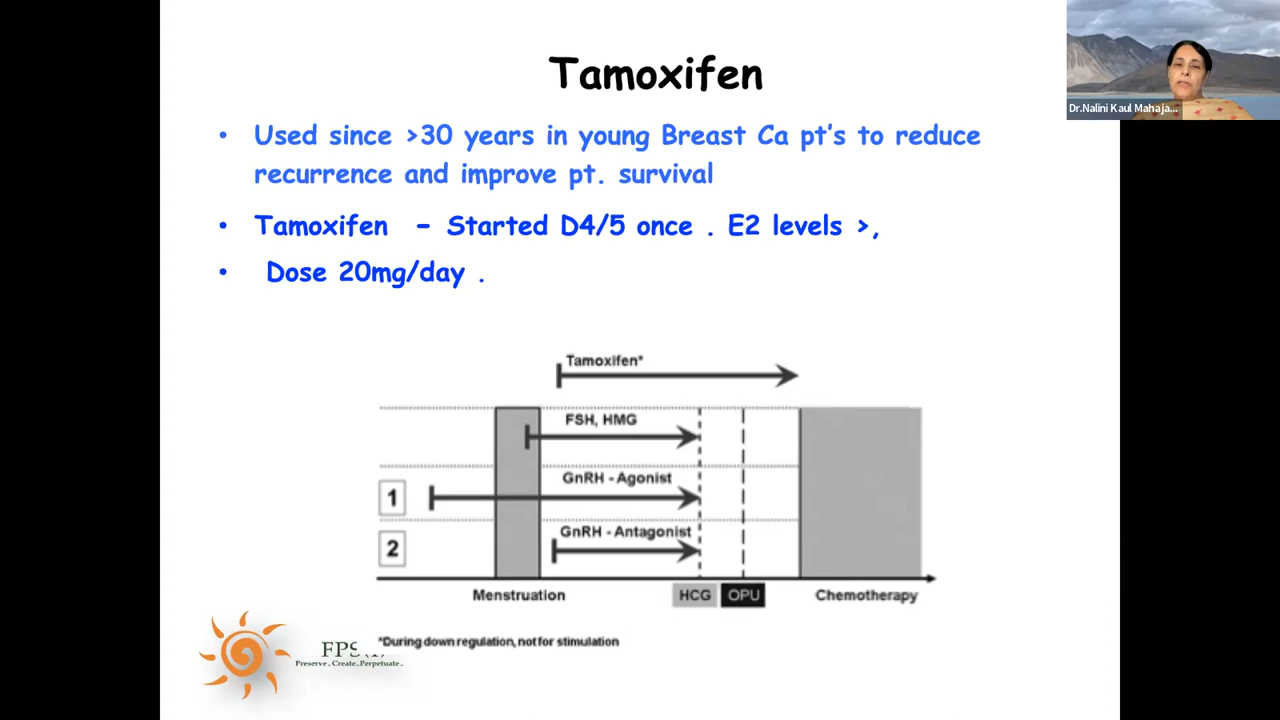 Tamoxifen
Dr.Nalini Kaul Mahaja...
• Used since >30 years in young Breast Ca pt's to reduce
recurrence and improve pt. survival
• Tamoxifen - Started D4/5 once . E2 levels >,
• Dose 20mg/day .
Tamoxifen*
FSH, HMG
GnRH - Agonist
1
GnRH - Antagonist
2
Menstruation HCG OPU Chemotherapy
*During down regulation, not for stimulation
Preserve. Create. Perpetuate.